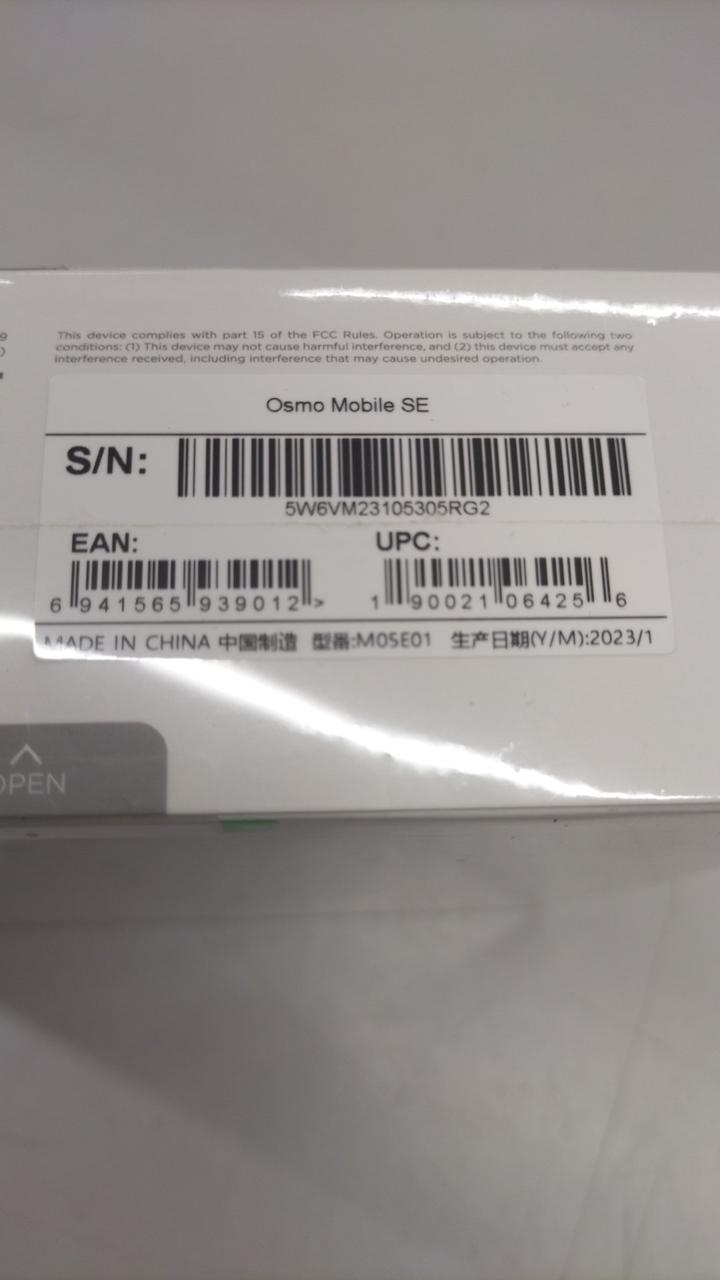 This device complies with part 15 of the FCC Rules. Operation is subject to the following two
conditions: (1) This device may not cause harmful interference, and (2) this device must accept any
interference received, including interference that may cause undesired operation.
Osmo Mobile SE
S/N:
5W6VM23105305RG2
EAN: UPC:
6 941565 939012 > 1 90021 06425 6
MADE IN CHINA 中国制造 型番:M05E01 生产日期(Y/M):2023/1
OPEN